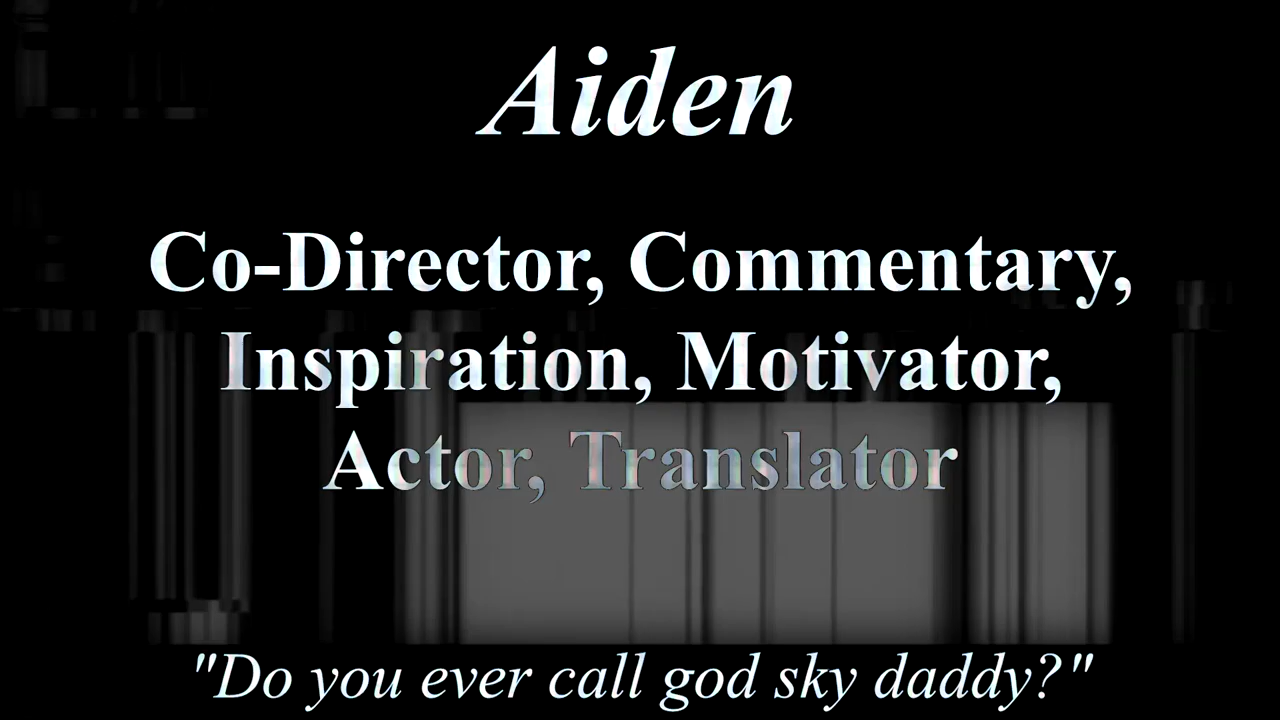 Aiden
Co-Director, Commentary,
Inspiration, Motivator,
Actor, Translator
"Do you ever call god sky daddy?"